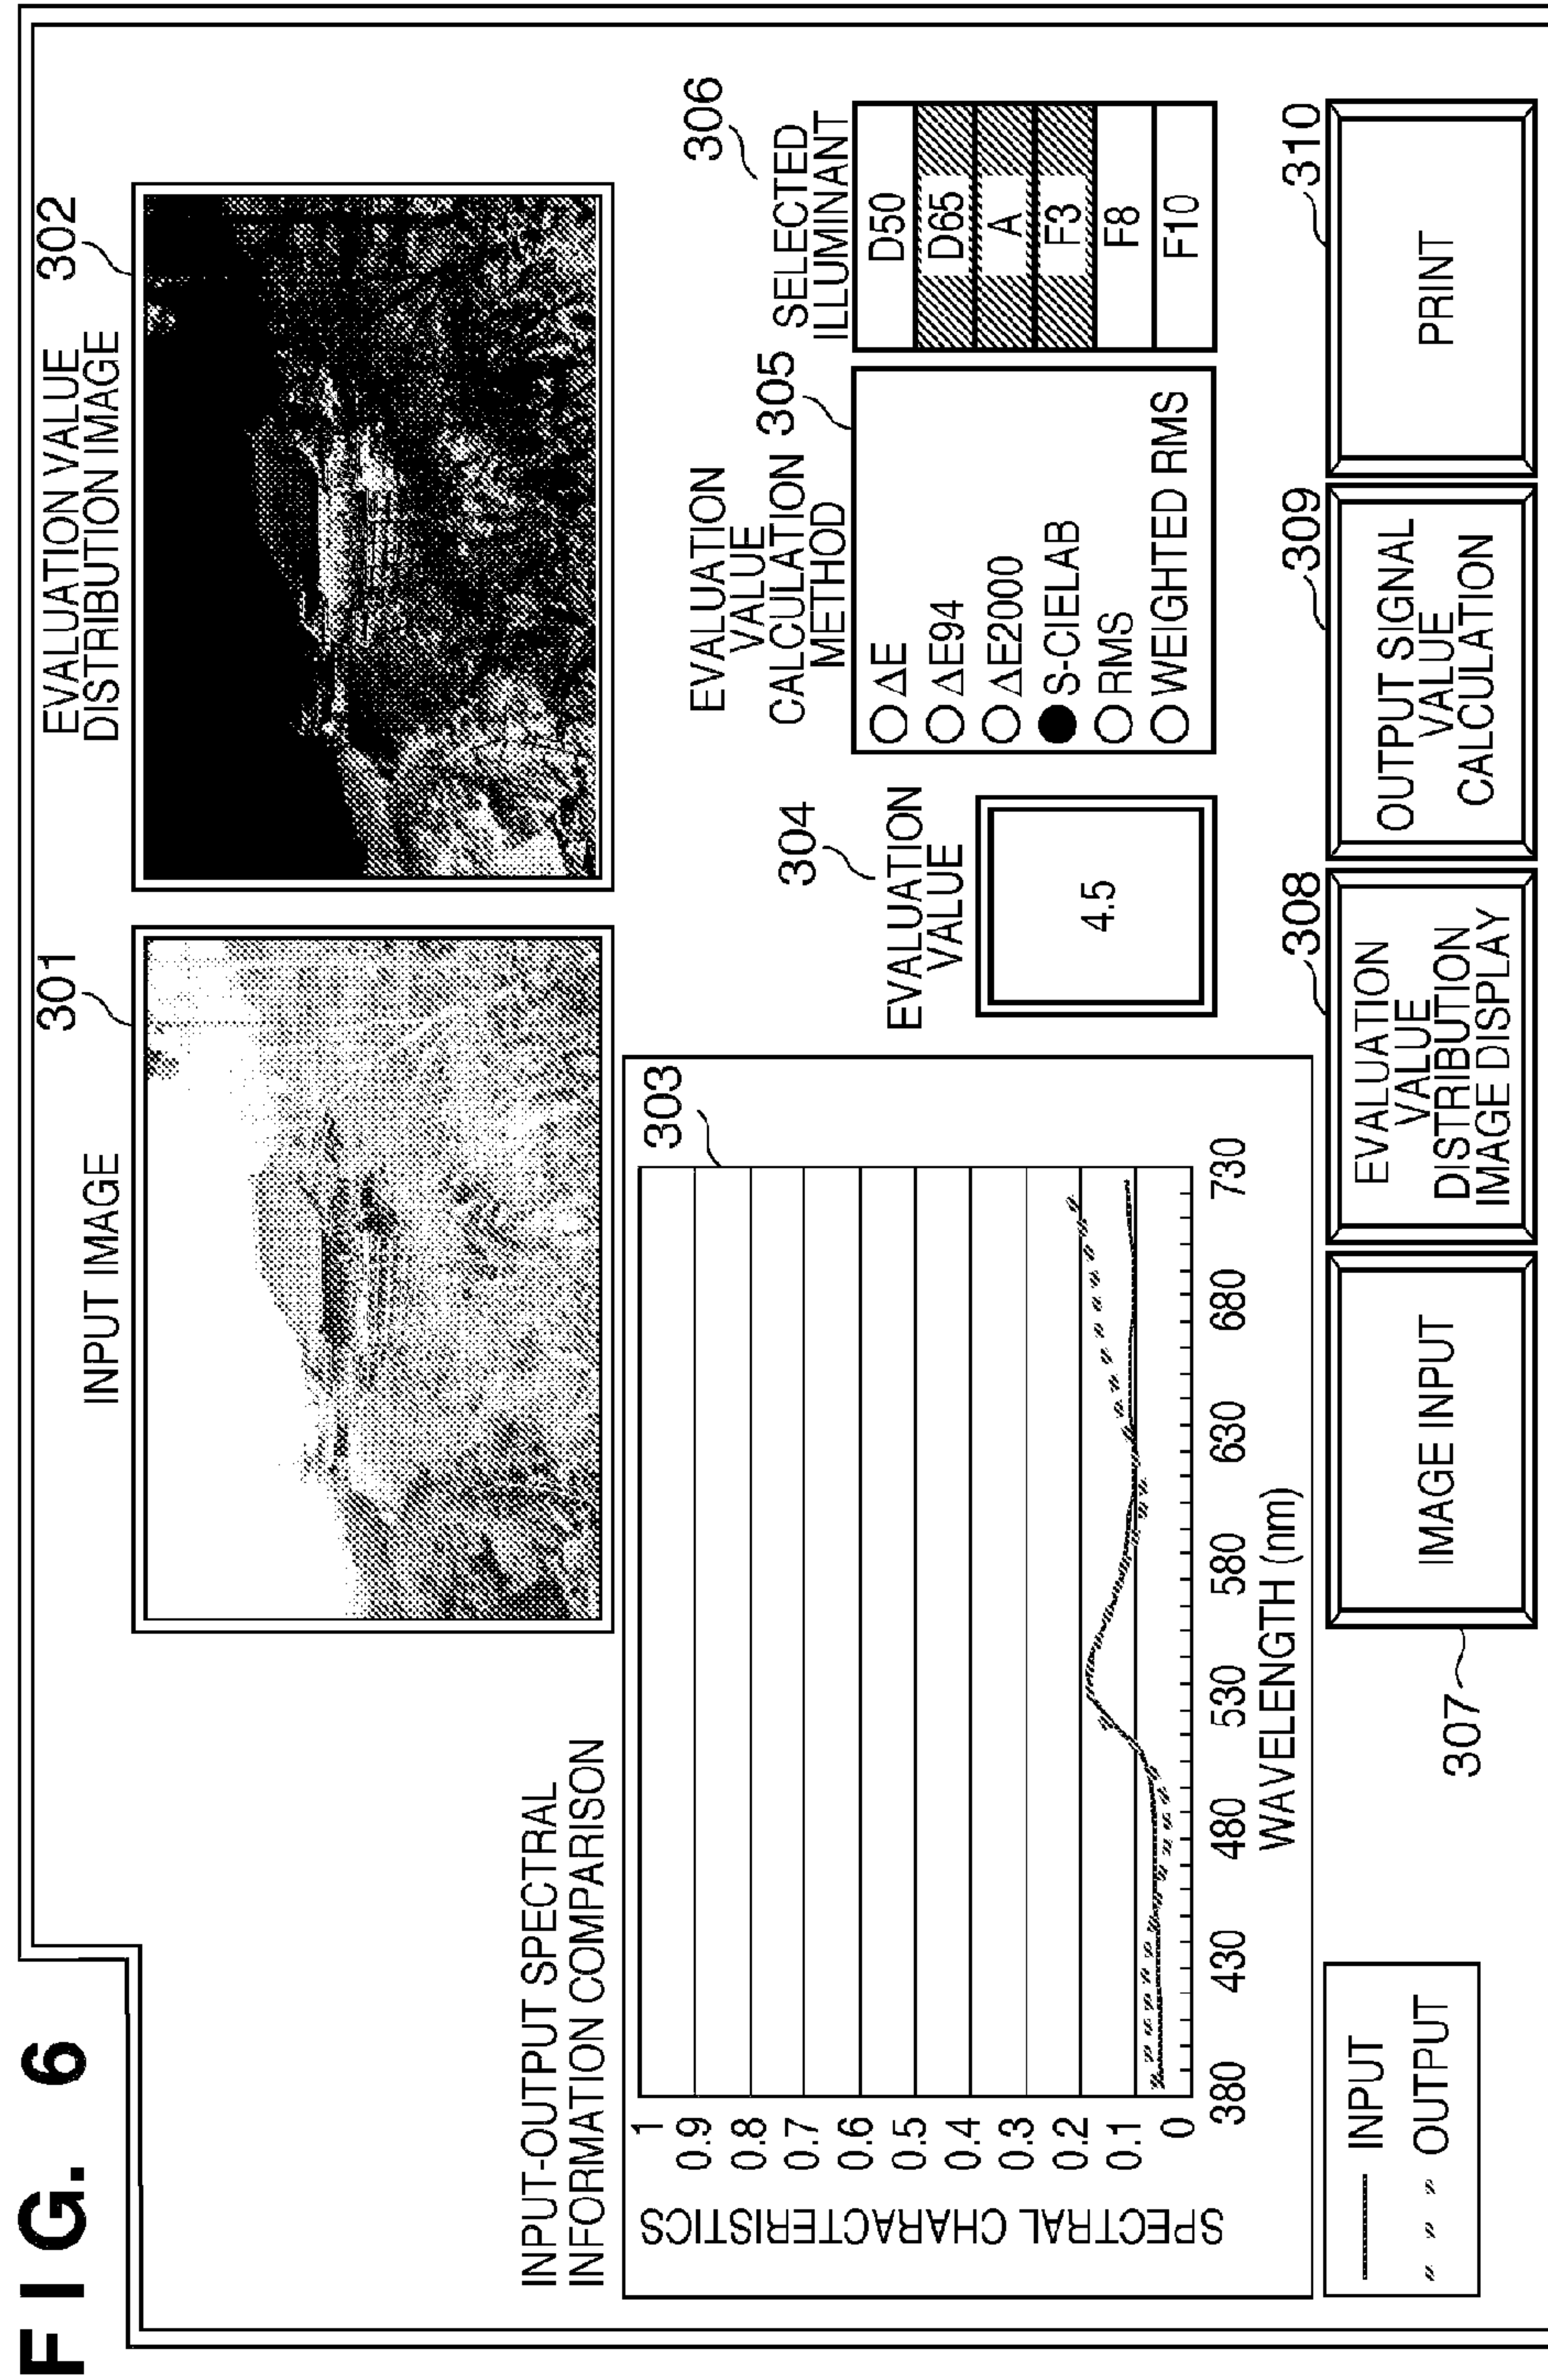 FIG. 6
INPUT IMAGE
301
EVALUATION VALUE
DISTRIBUTION IMAGE
302
INPUT-OUTPUT SPECTRAL
INFORMATION COMPARISON
303
SPECTRAL CHARACTERISTICS
1
0.9
0.8
0.7
0.6
0.5
0.4
0.3
0.2
0.1
0
380 430 480 530 580 630 680 730
WAVELENGTH (nm)
INPUT
OUTPUT
304
EVALUATION
VALUE
4.5
EVALUATION
VALUE
CALCULATION
METHOD
305
ΔE
ΔE94
ΔE2000
S-CIELAB
RMS
WEIGHTED RMS
306
SELECTED
ILLUMINANT
D50
D65
A
F3
F8
F10
307
IMAGE INPUT
308
EVALUATION
VALUE
DISTRIBUTION
IMAGE DISPLAY
309
OUTPUT SIGNAL
VALUE
CALCULATION
310
PRINT